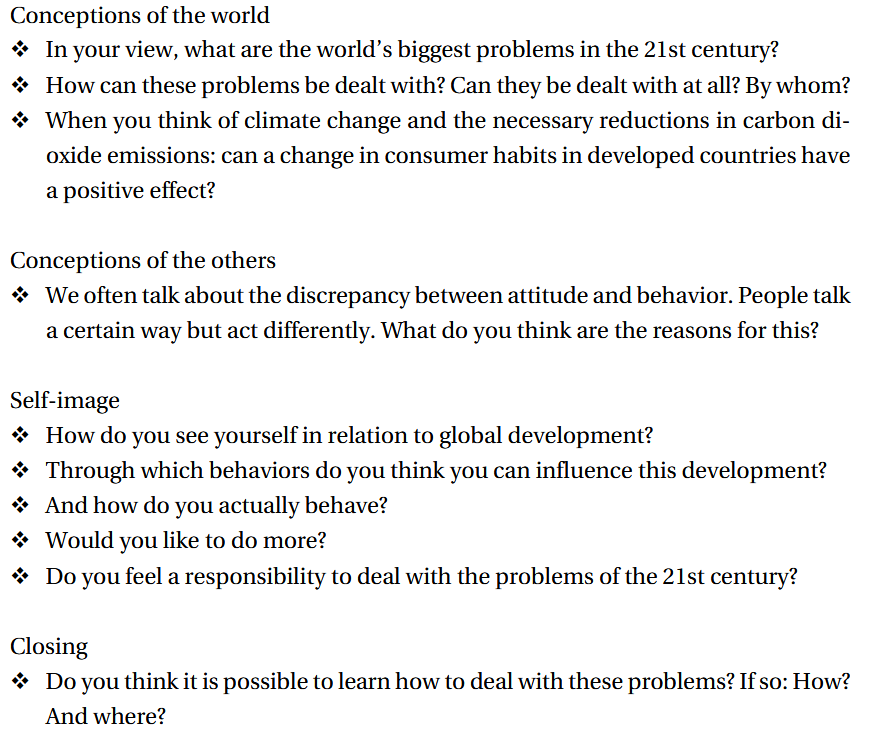 Conceptions of the world
❖ In your view, what are the world’s biggest problems in the 21st century?
❖ How can these problems be dealt with? Can they be dealt with at all? By whom?
❖ When you think of climate change and the necessary reductions in carbon di-
oxide emissions: can a change in consumer habits in developed countries have
a positive effect?
Conceptions of the others
❖ We often talk about the discrepancy between attitude and behavior. People talk
a certain way but act differently. What do you think are the reasons for this?
Self-image
❖ How do you see yourself in relation to global development?
❖ Through which behaviors do you think you can influence this development?
❖ And how do you actually behave?
❖ Would you like to do more?
❖ Do you feel a responsibility to deal with the problems of the 21st century?
Closing
❖ Do you think it is possible to learn how to deal with these problems? If so: How?
And where?